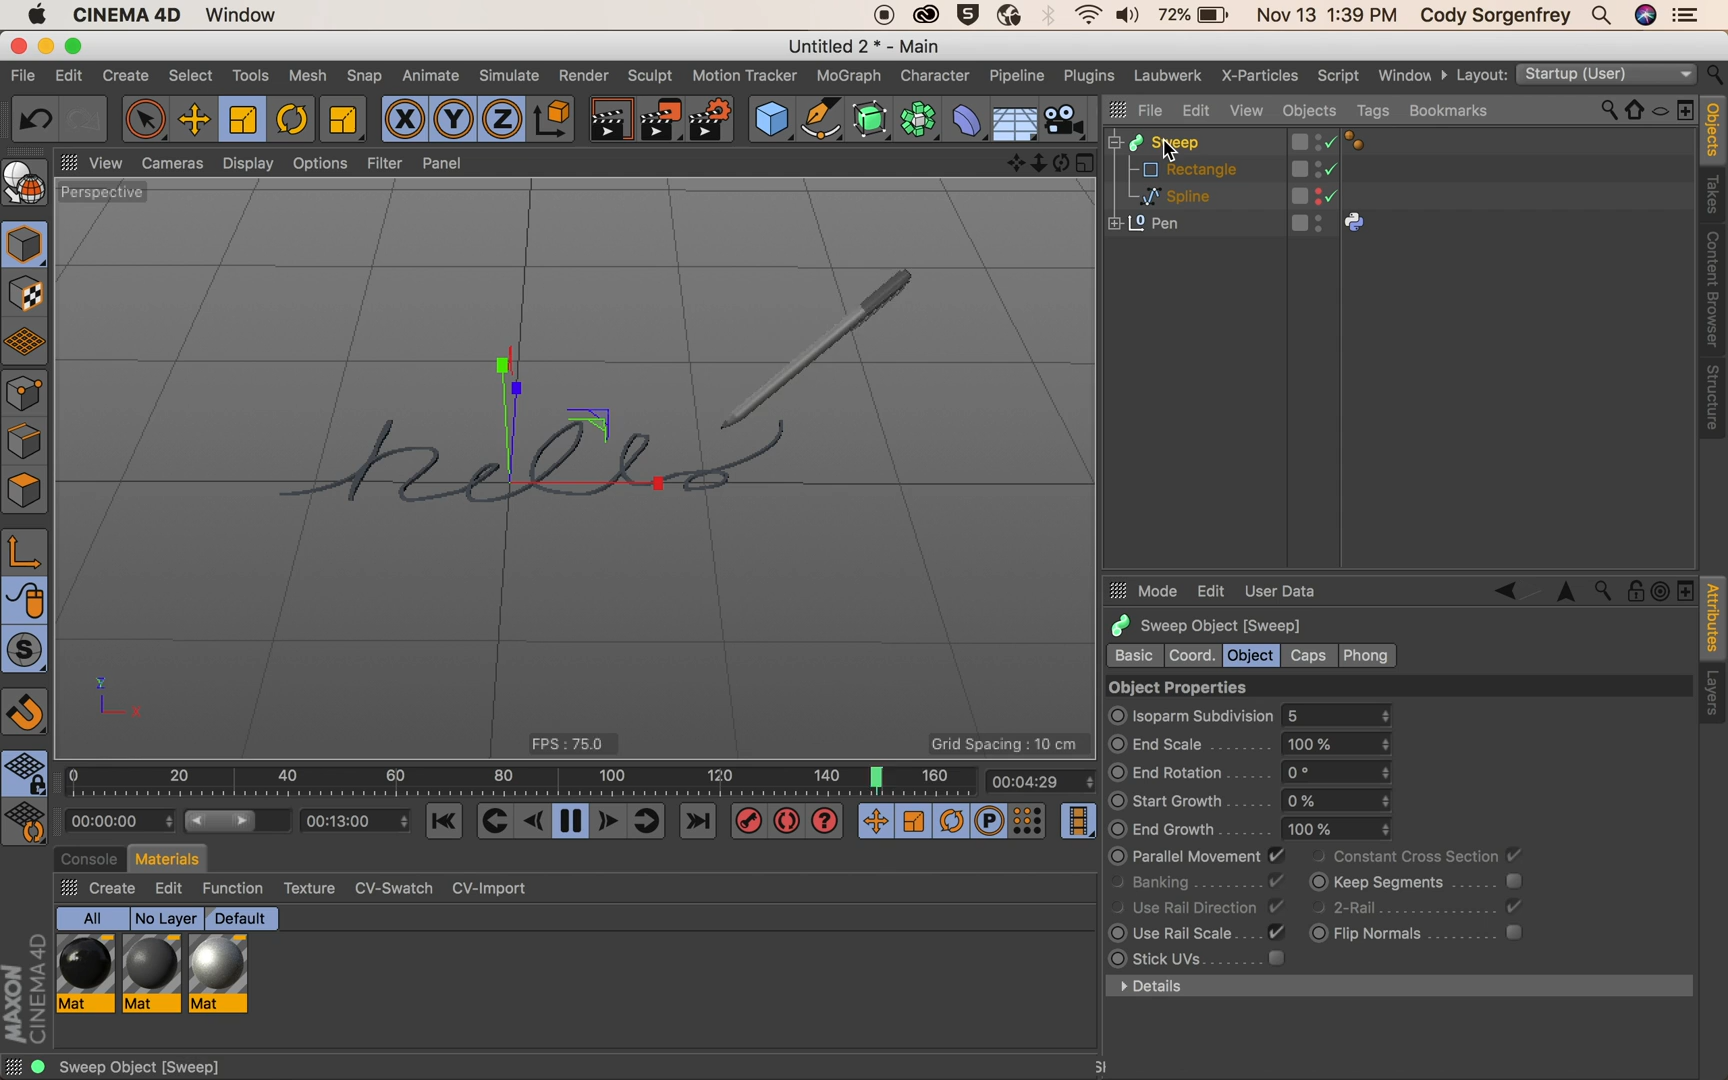 CINEMA 4D Window 72% Nov 13 1:39 PM Cody Sorgenfrey
Untitled 2 * - Main
File Edit Create Select Tools Mesh Snap Animate Simulate Render Sculpt Motion Tracker MoGraph Character Pipeline Plugins Laubwerk X-Particles Script Window Layout: Startup (User)
File Edit View Objects Tags Bookmarks
Sweep
Rectangle
Spline
Pen
Objects
Takes
Content Browser
Structure
View Cameras Display Options Filter Panel
Perspective
hello
Y
X
FPS : 75.0
Grid Spacing : 10 cm
0 20 40 60 80 100 120 140 160 00:04:29
00:00:00 00:13:00
Console Materials
Create Edit Function Texture CV-Swatch CV-Import
All No Layer Default
Mat Mat Mat
MAXON
CINEMA 4D
Sweep Object [Sweep]
Mode Edit User Data
Sweep Object [Sweep]
Basic Coord. Object Caps Phong
Object Properties
Isoparm Subdivision 5
End Scale 100 %
End Rotation 0 °
Start Growth 0 %
End Growth 100 %
Parallel Movement Constant Cross Section
Banking Keep Segments
Use Rail Direction 2-Rail
Use Rail Scale Flip Normals
Stick UVs
Details
Attributes
Layers